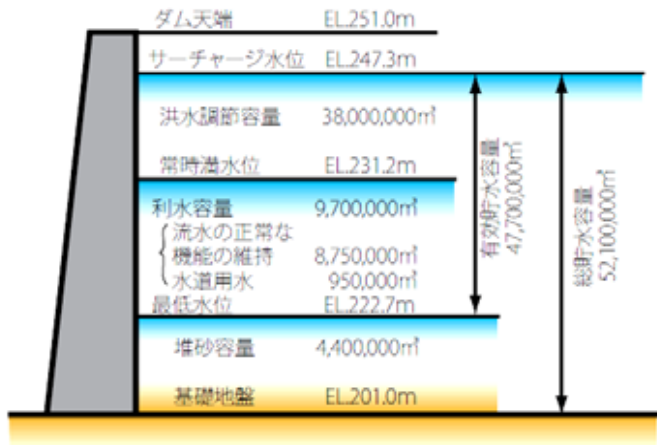 ダム天端 EL.251.0m
サーチャージ水位 EL.247.3m
洪水調節容量 38,000,000㎥
常時満水位 EL.231.2m
利水容量 9,700,000㎥
流水の正常な
機能の維持 8,750,000㎥
水道用水 950,000㎥
最低水位 EL.222.7m
堆砂容量 4,400,000㎥
基礎地盤 EL.201.0m
有効貯水容量
47,700,000㎥
総貯水容量
52,100,000㎥